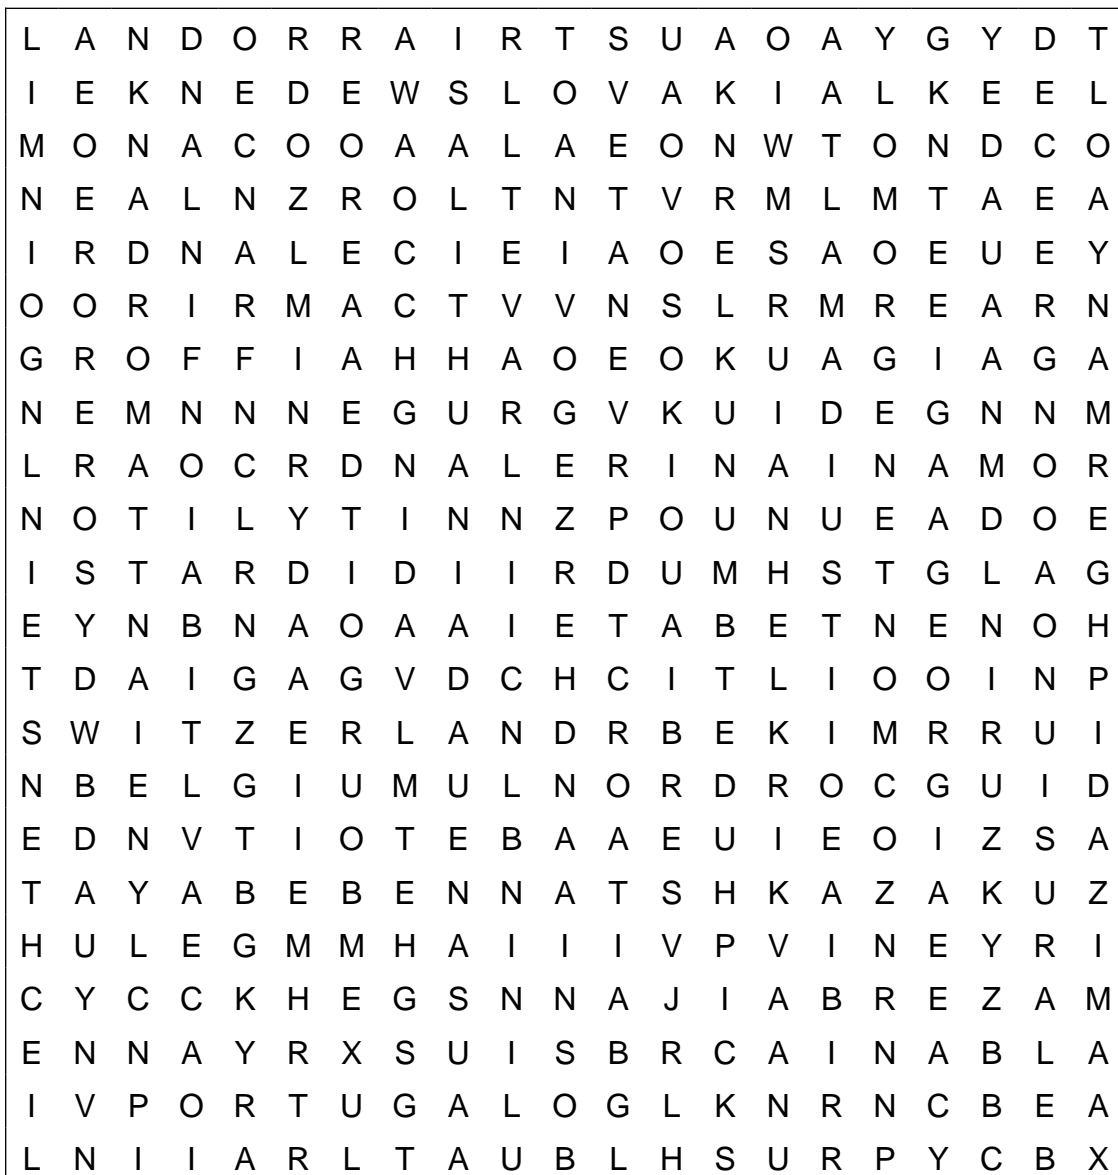 L A N D O R R A I R T S U A O A Y G Y D T
I E K N E D E W S L O V A K I A L K E E L
M O N A C O O A A L A E O N W T O N D C O
N E A L N Z R O L T N T V R M L M T A E A
I R D N A L E C I E I A O E S A O E U E Y
O O R I R M A C T V V N S L R M R E A R N
G R O F F I A H H A O E O K U A G I A G A
N E M N N N E G U R G V K U I D E G N N M
L R A O C R D N A L E R I N A I N A M O R
N O T I L Y T I N N Z P O U N U E A D O E
I S T A R D I D I I R D U M H S T G L A G
E Y N B N A O A A I E T A B E T N E N O H
T D A I G A G V D C H C I T L I O O I N P
S W I T Z E R L A N D R B E K I M R R U I
N B E L G I U M U L N O R D R O C G U I D
E D N V T I O T E B A A E U I E O I Z S A
T A Y A B E B E N N A T S H K A Z A K U Z
H U L E G M M H A I I I V P V I N E Y R I
C Y C C K H E G S N N A J I A B R E Z A M
E N N A Y R X S U I S B R C A I N A B L A
I V P O R T U G A L O G L K N R N C B E A
L N I I A R L T A U B L H S U R P Y C B X